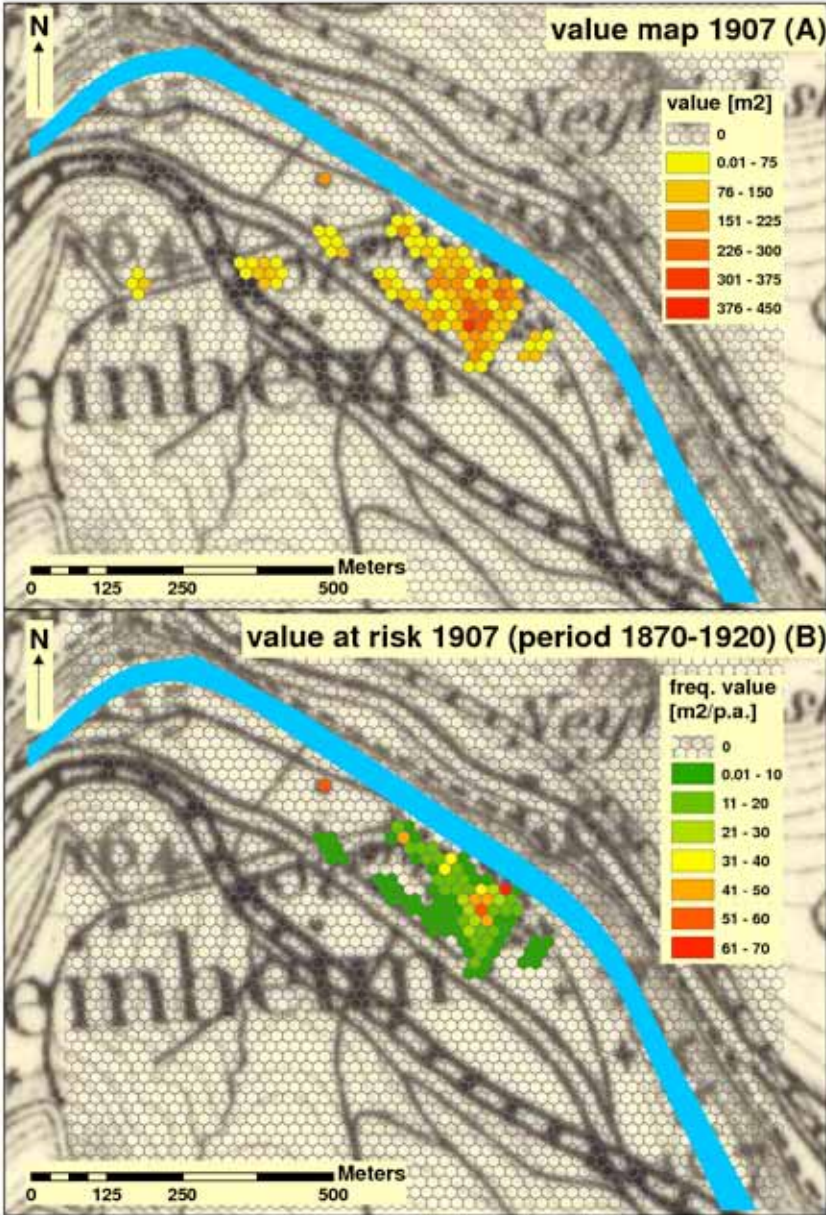 value map 1907 (A)
N
value [m2]
0
0.01 - 75
76 - 150
151 - 225
226 - 300
301 - 375
376 - 450
Meters
0 125 250 500
value at risk 1907 (period 1870-1920) (B)
N
freq. value
[m2/p.a.]
0
0.01 - 10
11 - 20
21 - 30
31 - 40
41 - 50
51 - 60
61 - 70
Meters
0 125 250 500